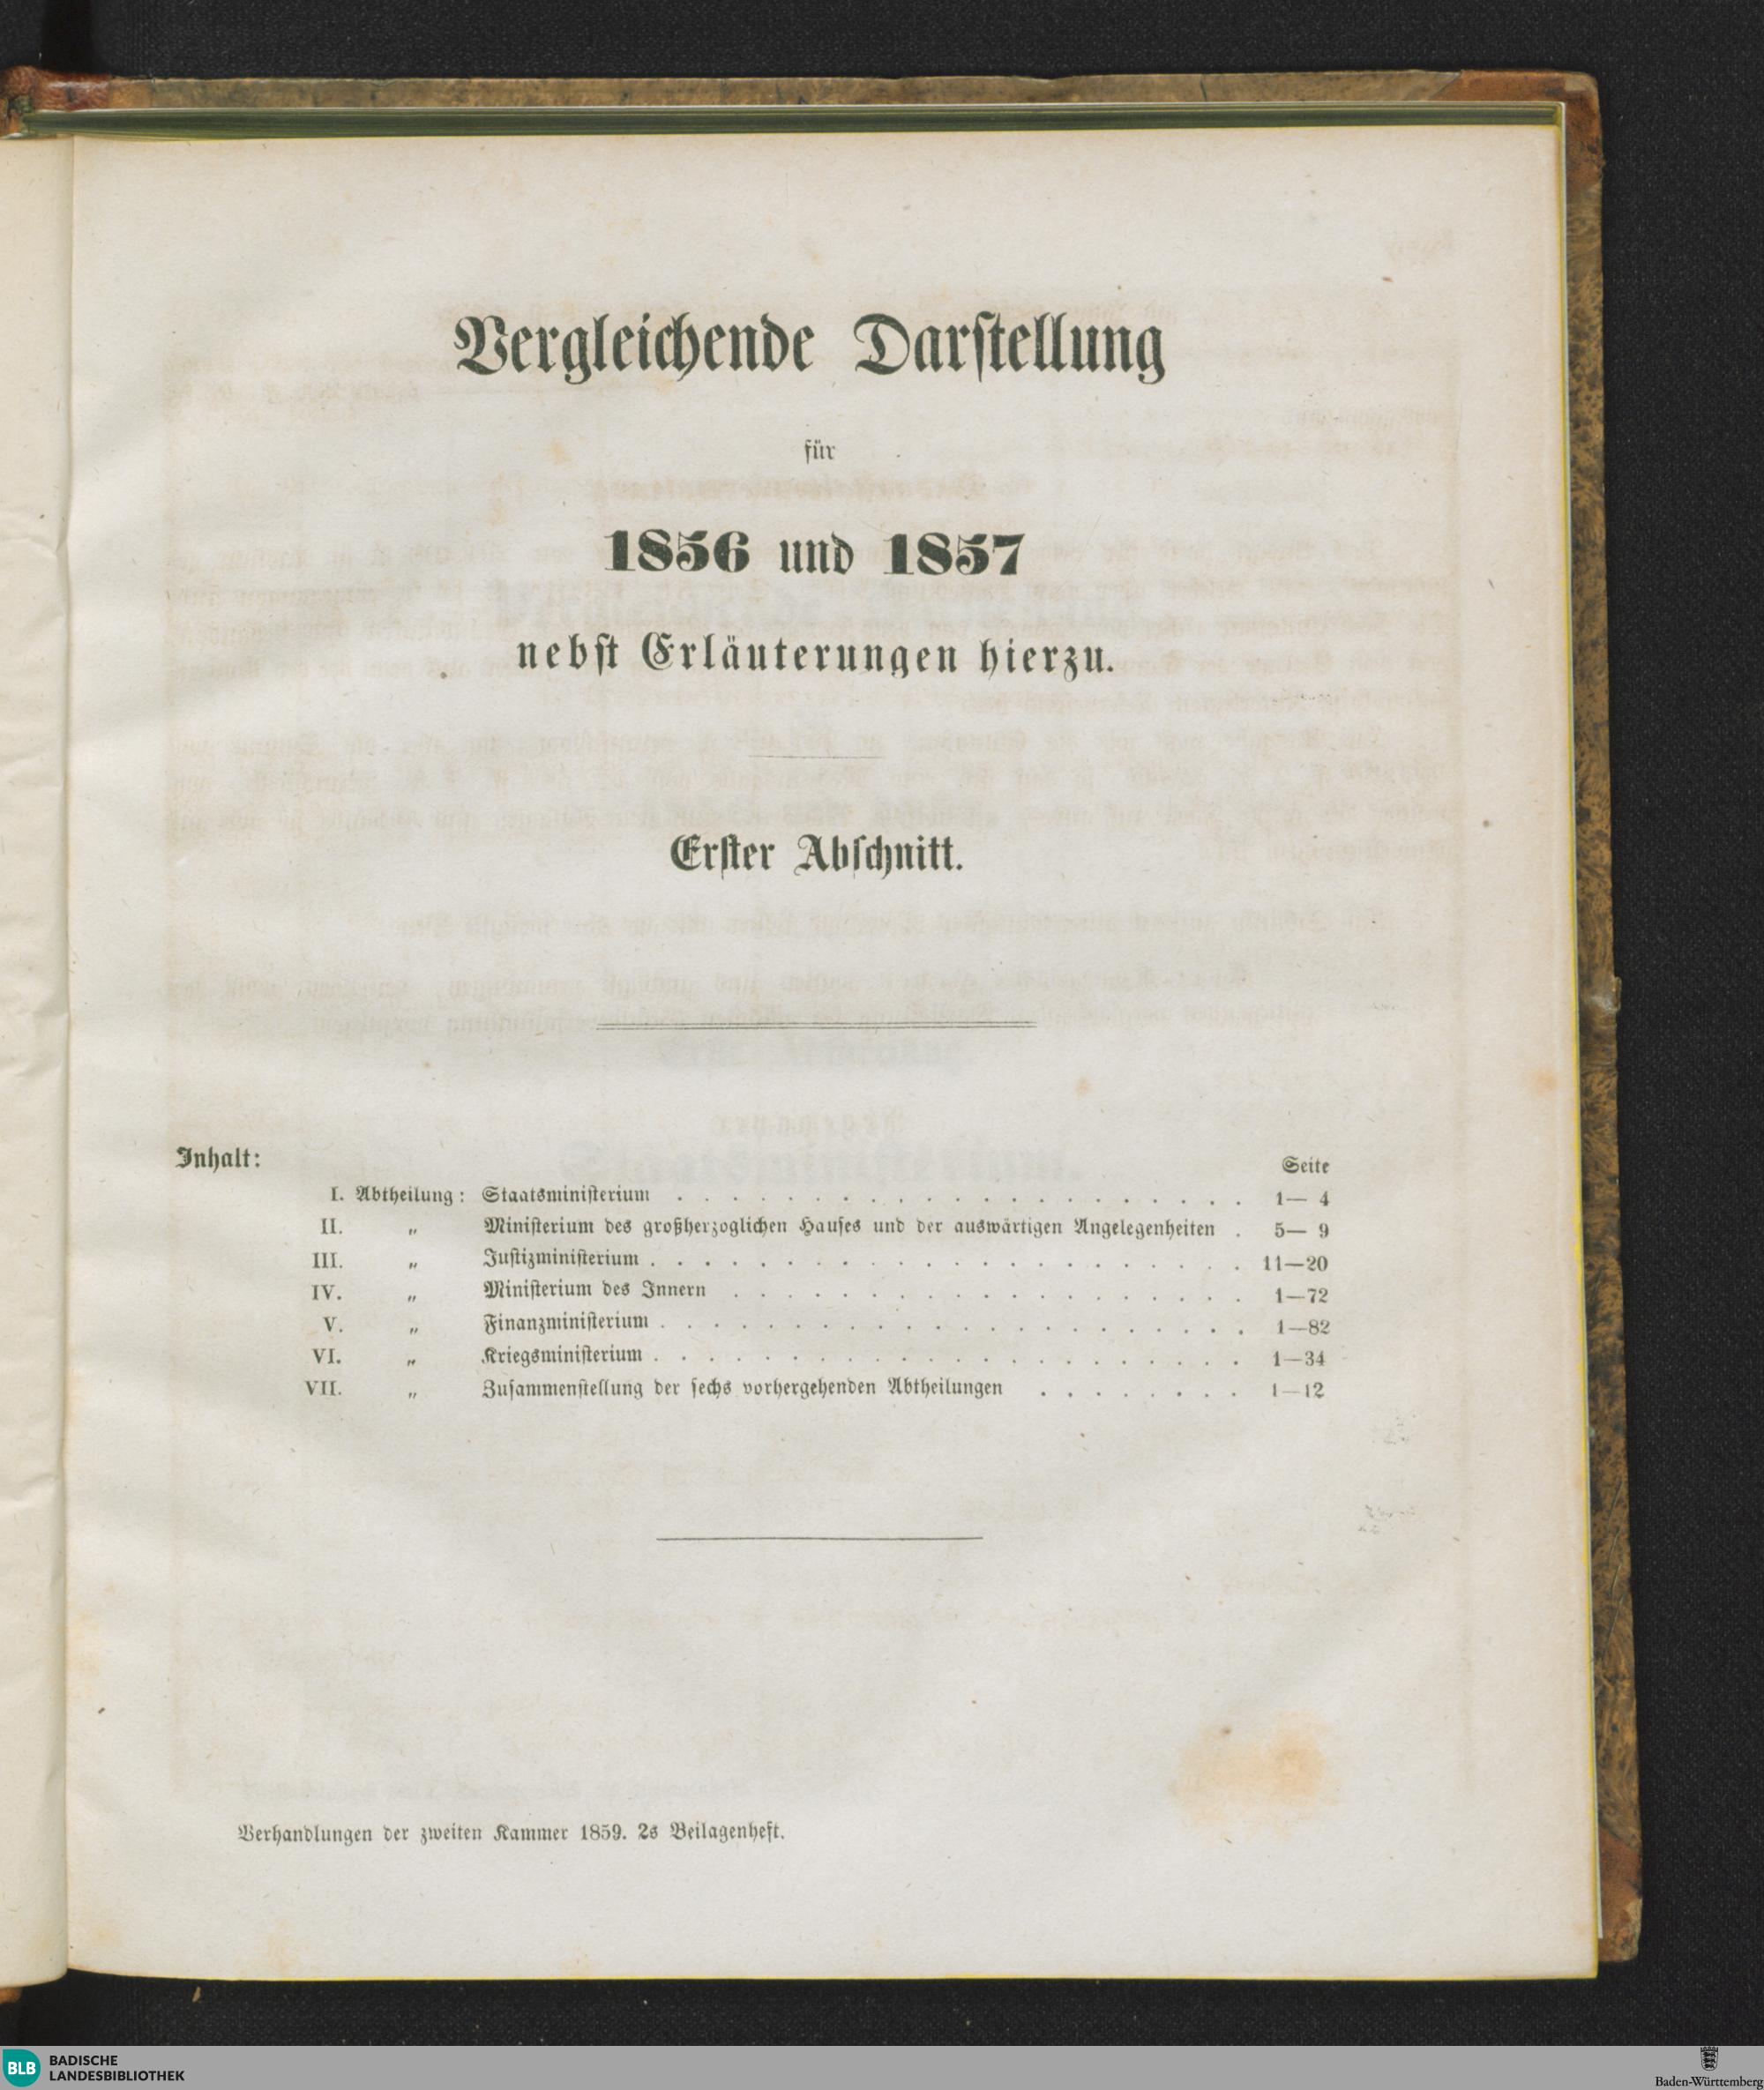 Vergleichende Darstellung
für
1856 und 1857
nebst Erläuterungen hierzu.
Erster Abschnitt.
Inhalt:
Seite
I. Abtheilung: Staatsministerium . . . . . . . . . . . . . . . . . . . . . 1— 4
II. „ Ministerium des großherzoglichen Hauses und der auswärtigen Angelegenheiten . 5— 9
III. „ Justizministerium . . . . . . . . . . . . . . . . . . . . . . 11—20
IV. „ Ministerium des Innern . . . . . . . . . . . . . . . . . . . 1—72
V. „ Finanzministerium . . . . . . . . . . . . . . . . . . . . . . 1—82
VI. „ Kriegsministerium . . . . . . . . . . . . . . . . . . . . . . 1—34
VII. „ Zusammenstellung der sechs vorhergehenden Abtheilungen . . . . . . . . 1—12
Verhandlungen der zweiten Kammer 1859. 2s Beilagenheft.
BLB BADISCHE
LANDESBIBLIOTHEK
Baden-Württemberg